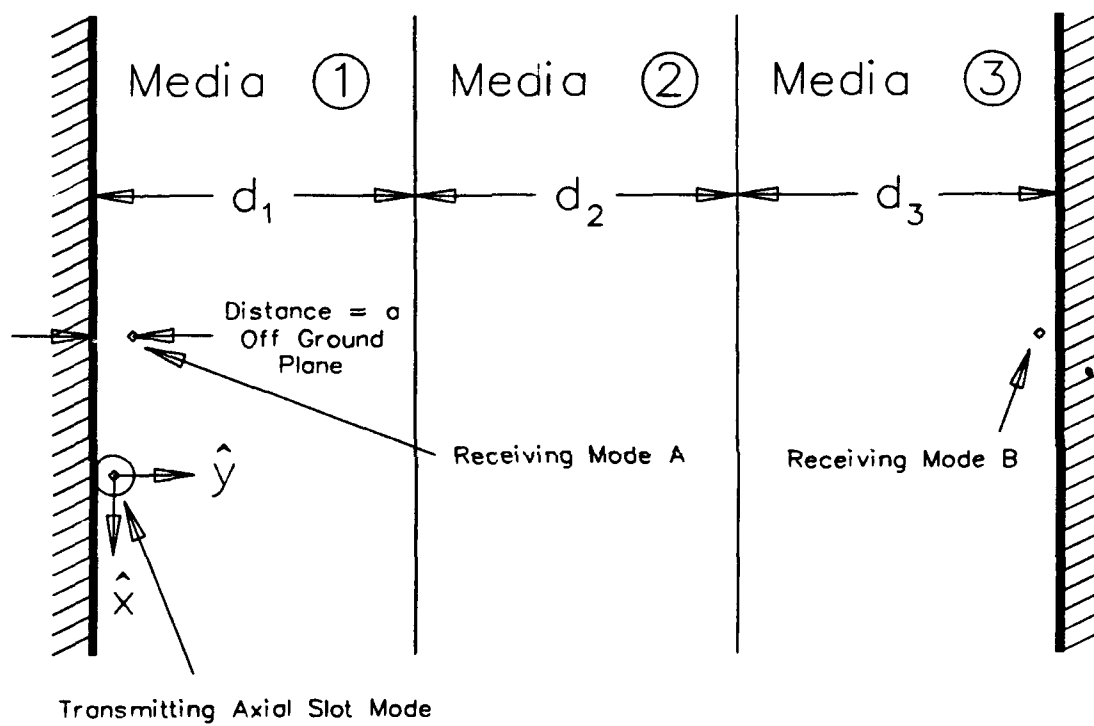 Media ①
Media ②
Media ③
d₁
d₂
d₃
Distance = a
Off Ground
Plane
Receiving Mode A
Receiving Mode B
ŷ
x̂
Transmitting Axial Slot Mode